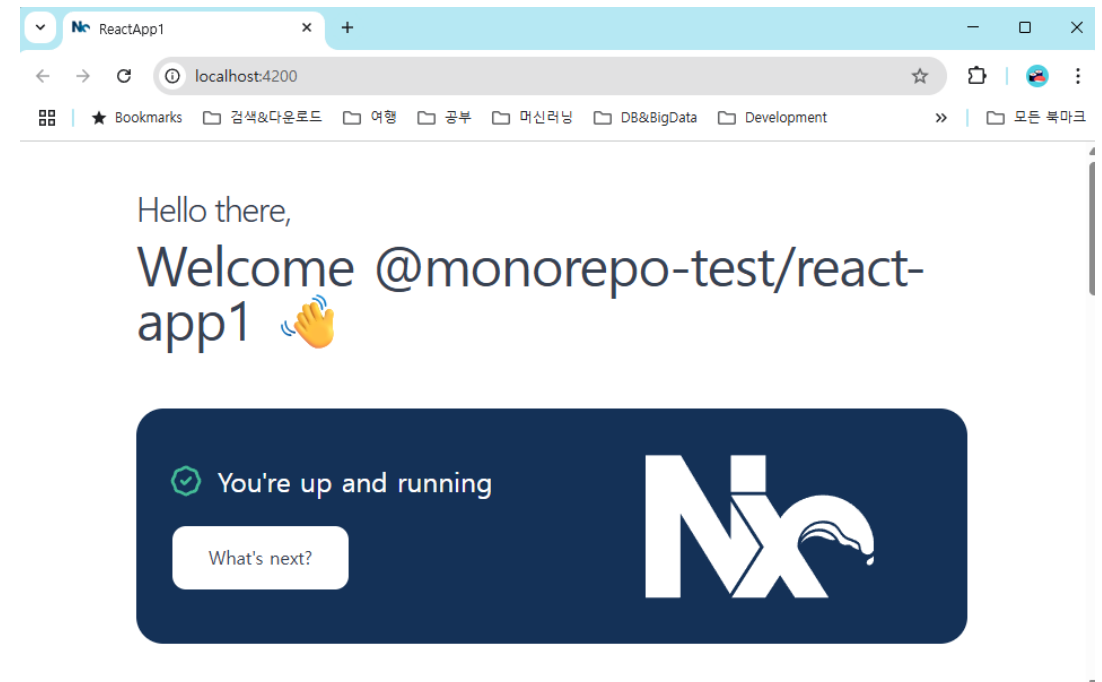 ReactApp1
localhost:4200
Bookmarks 검색&다운로드 여행 공부 머신러닝 DB&BigData Development 모든 북마크
Hello there,
Welcome @monorepo-test/react-
app1 👋
You're up and running
What's next?
Nx